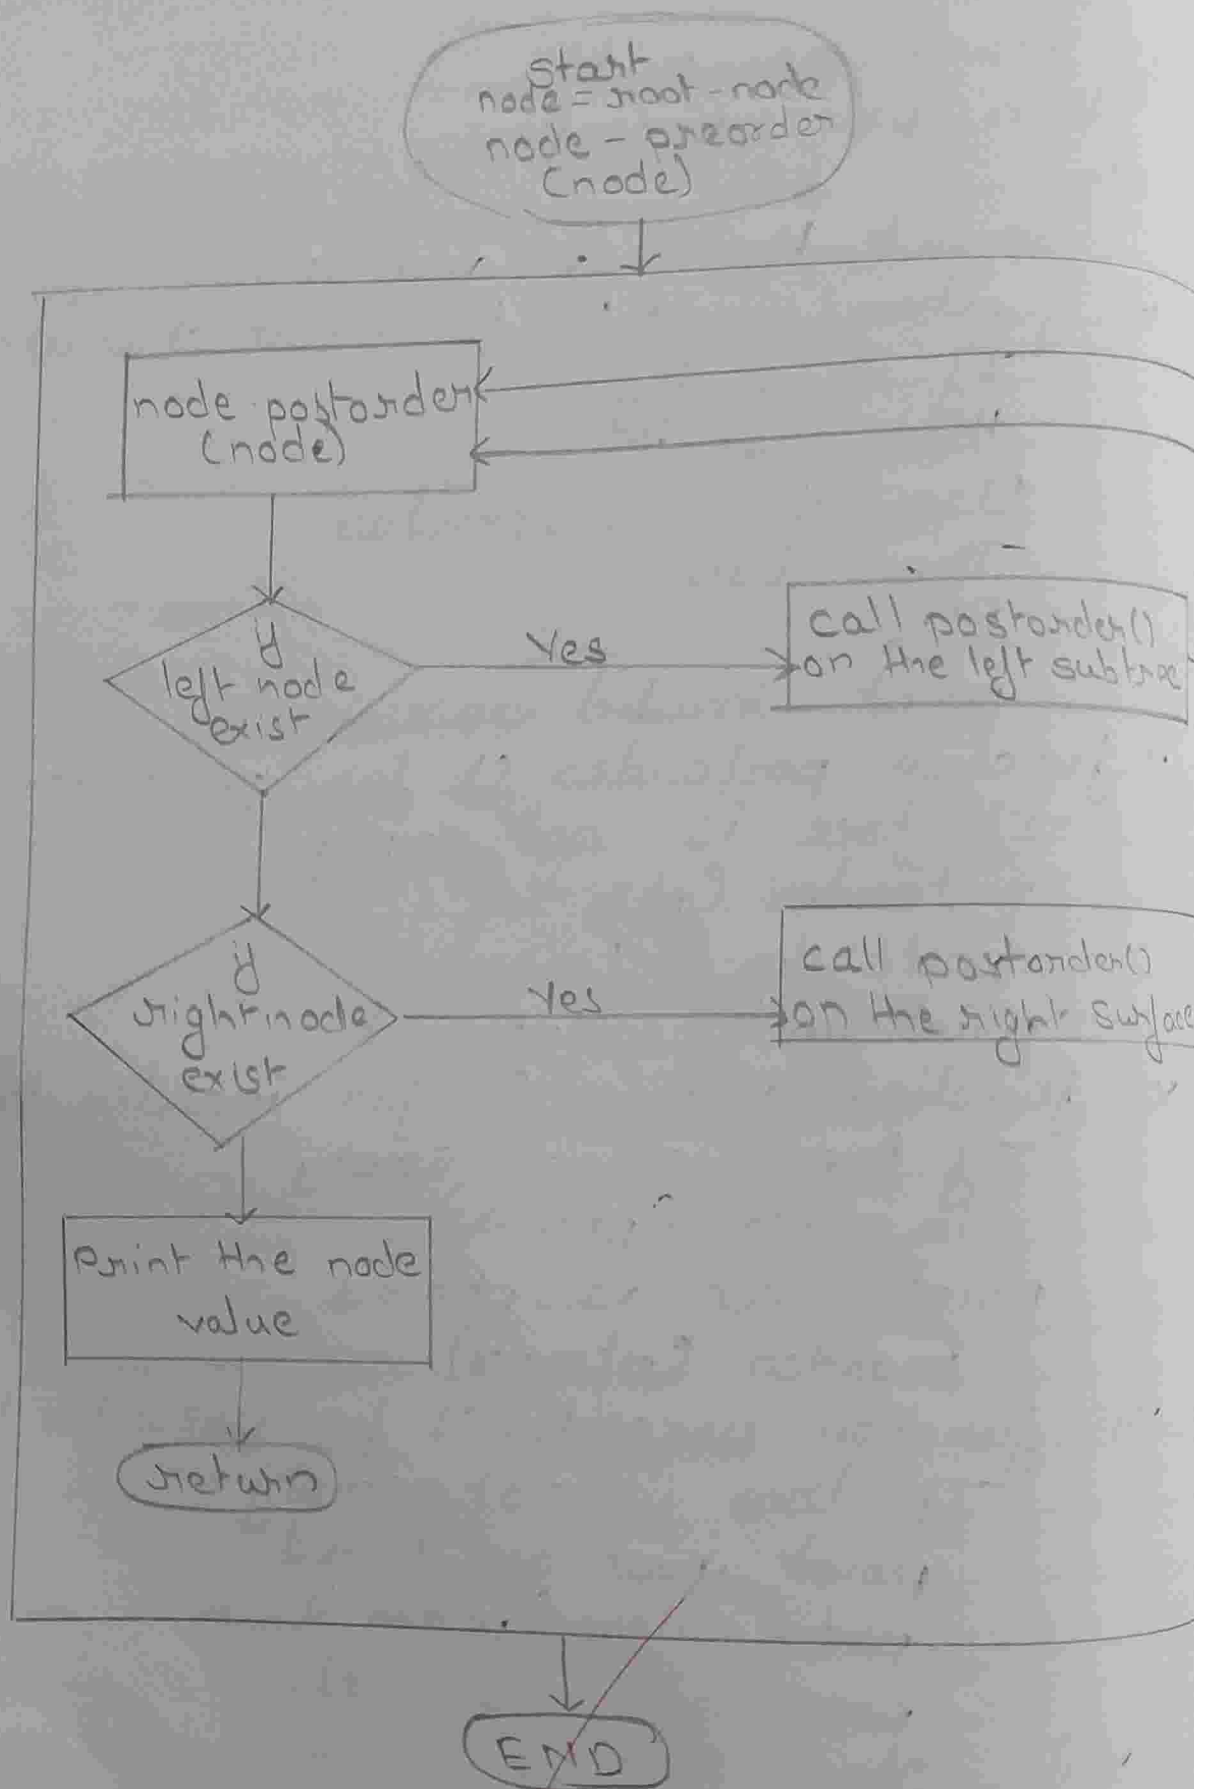 start
node = root - node
node - preorder
(node)
node postorder
(node)
if
left node
exist
Yes
call postorder()
on the left subtree
if
right node
exist
Yes
call postorder()
on the right surface
Print the node
value
return
END